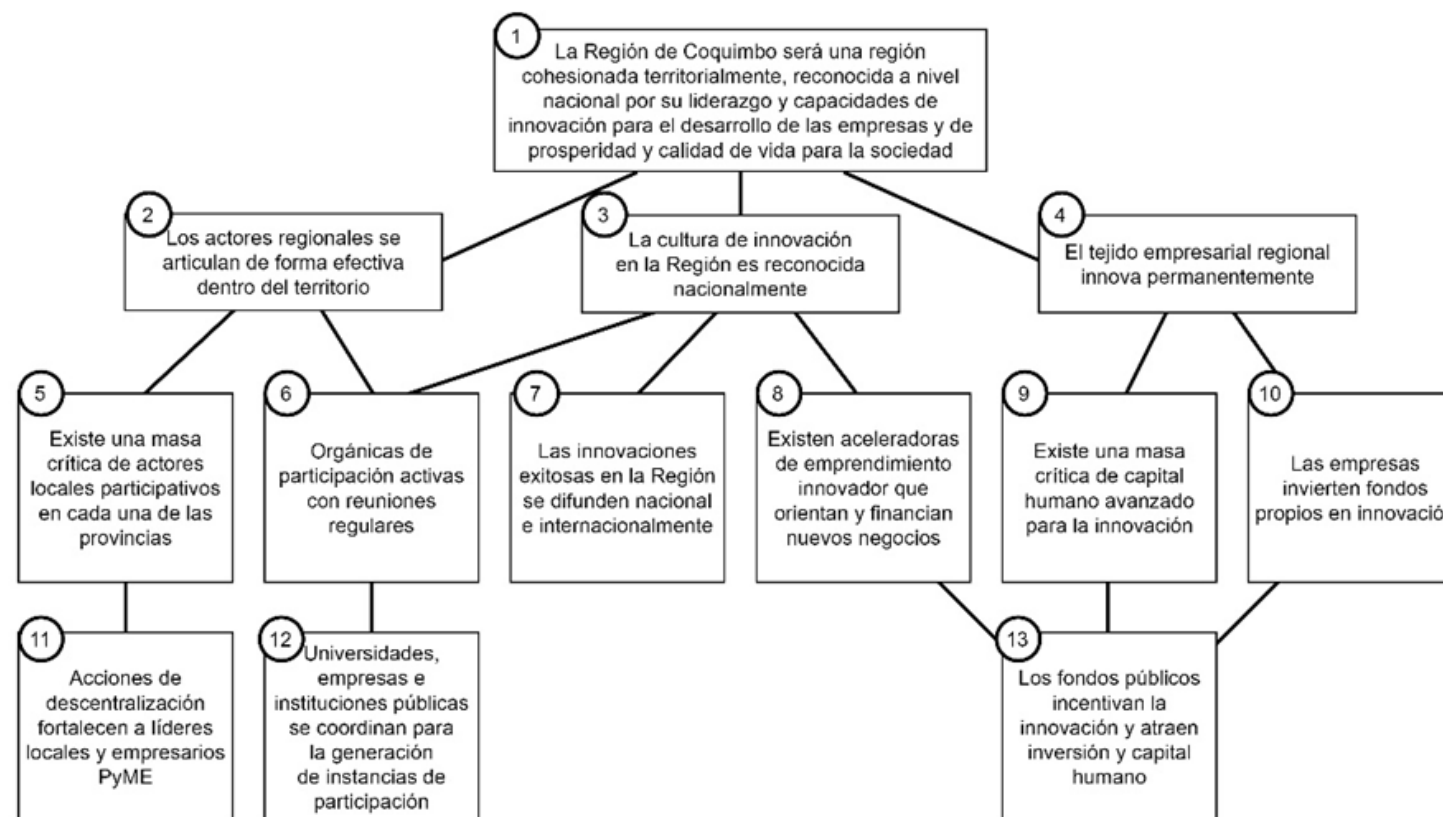 1
La Región de Coquimbo será una región
cohesionada territorialmente, reconocida a nivel
nacional por su liderazgo y capacidades de
innovación para el desarrollo de las empresas y de
prosperidad y calidad de vida para la sociedad
2
Los actores regionales se
articulan de forma efectiva
dentro del territorio
3
La cultura de innovación
en la Región es reconocida
nacionalmente
4
El tejido empresarial regional
innova permanentemente
5
Existe una masa
crítica de actores
locales participativos
en cada una de las
provincias
6
Orgánicas de
participación activas
con reuniones
regulares
7
Las innovaciones
exitosas en la Región
se difunden nacional
e internacionalmente
8
Existen aceleradoras
de emprendimiento
innovador que
orientan y financian
nuevos negocios
9
Existe una masa
crítica de capital
humano avanzado
para la innovación
10
Las empresas
invierten fondos
propios en innovació
11
Acciones de
descentralización
fortalecen a líderes
locales y empresarios
PyME
12
Universidades,
empresas e
instituciones públicas
se coordinan para
la generación
de instancias de
participación
13
Los fondos públicos
incentivan la
innovación y atraen
inversión y capital
humano